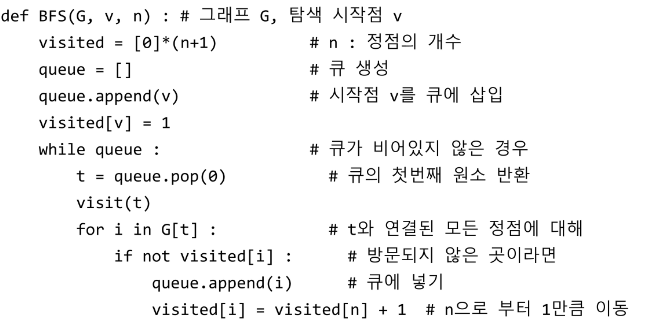 def BFS(G, v, n) : # 그래프 G, 탐색 시작점 v
    visited = [0]*(n+1)          # n : 정점의 개수
    queue = []                   # 큐 생성
    queue.append(v)              # 시작점 v를 큐에 삽입
    visited[v] = 1
    while queue :                # 큐가 비어있지 않은 경우
        t = queue.pop(0)           # 큐의 첫번째 원소 반환
        visit(t)
        for i in G[t] :            # t와 연결된 모든 정점에 대해
            if not visited[i] :      # 방문되지 않은 곳이라면
                queue.append(i)      # 큐에 넣기
                visited[i] = visited[n] + 1  # n으로 부터 1만큼 이동